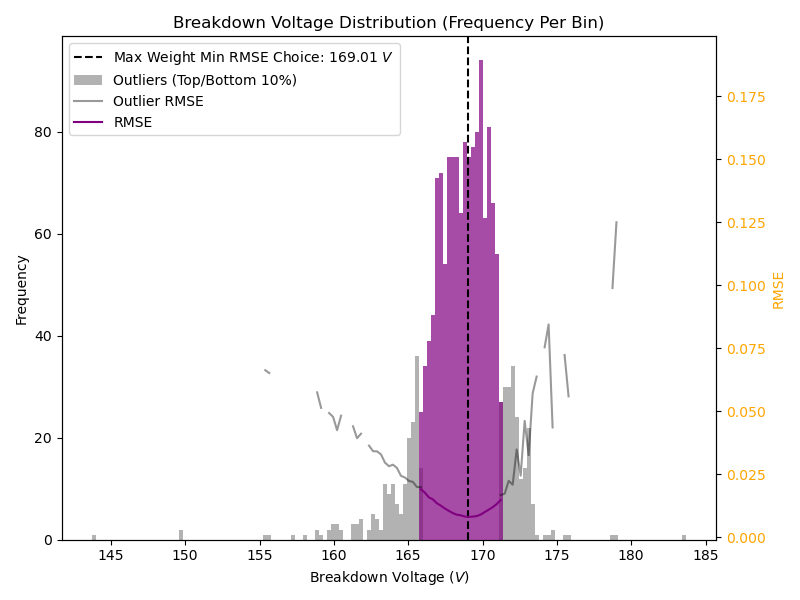 Breakdown Voltage Distribution (Frequency Per Bin)
Max Weight Min RMSE Choice: 169.01 V
Outliers (Top/Bottom 10%)
Outlier RMSE
RMSE
Frequency
80
60
40
20
0
0.175
0.150
0.125
0.100
0.075
0.050
0.025
0.000
RMSE
145 150 155 160 165 170 175 180 185
Breakdown Voltage (V)